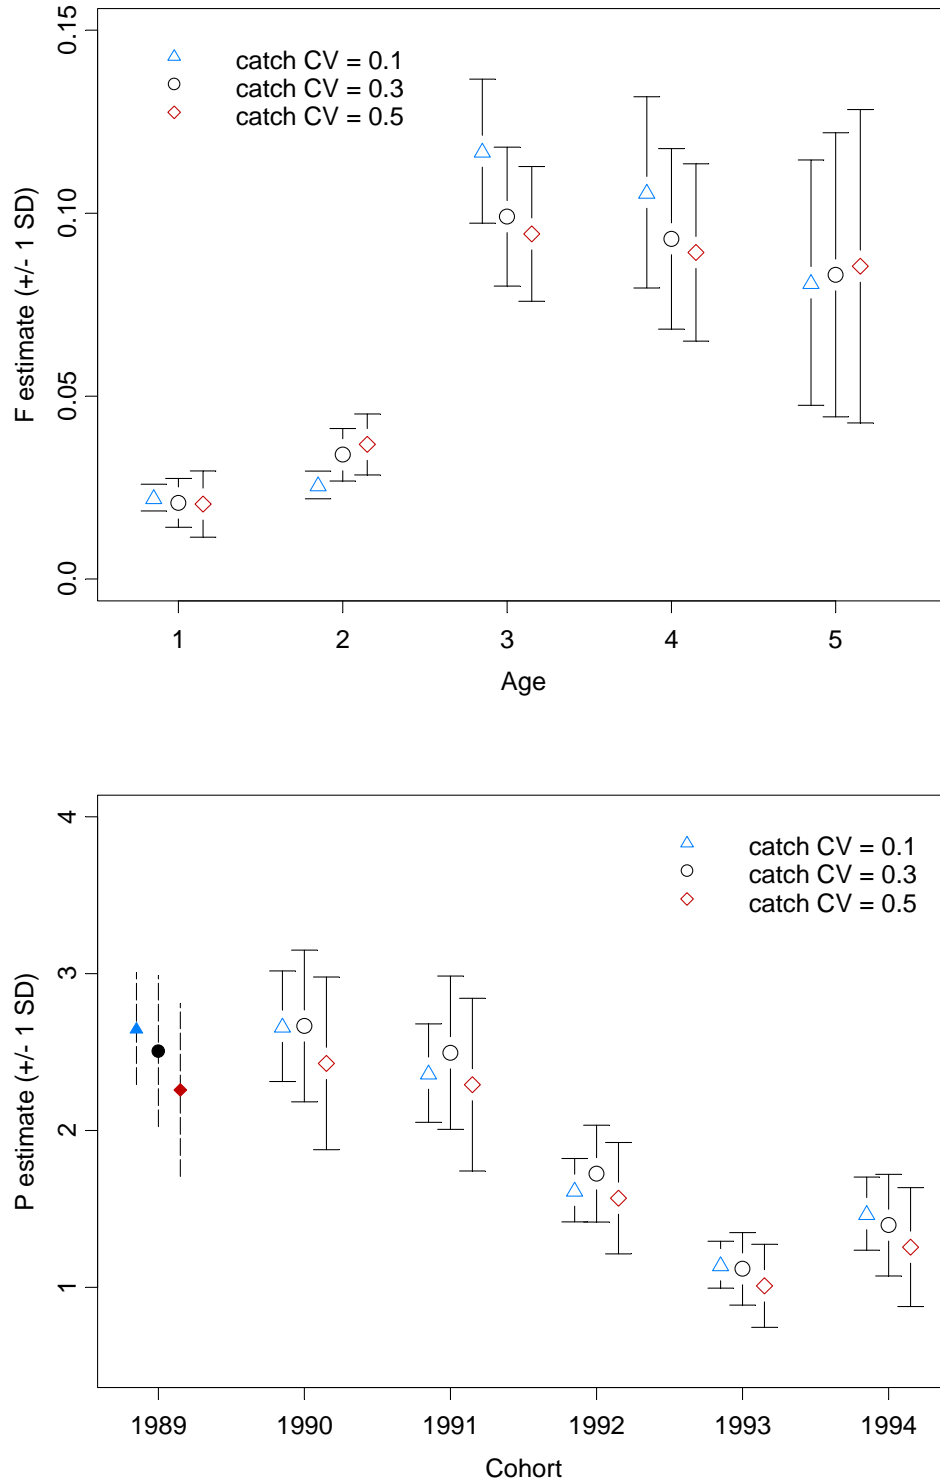 0.15
catch CV = 0.1
catch CV = 0.3
catch CV = 0.5
0.10
F estimate (+/- 1 SD)
0.05
0.0
1 2 3 4 5
Age
4
catch CV = 0.1
catch CV = 0.3
catch CV = 0.5
3
P estimate (+/- 1 SD)
2
1
1989 1990 1991 1992 1993 1994
Cohort